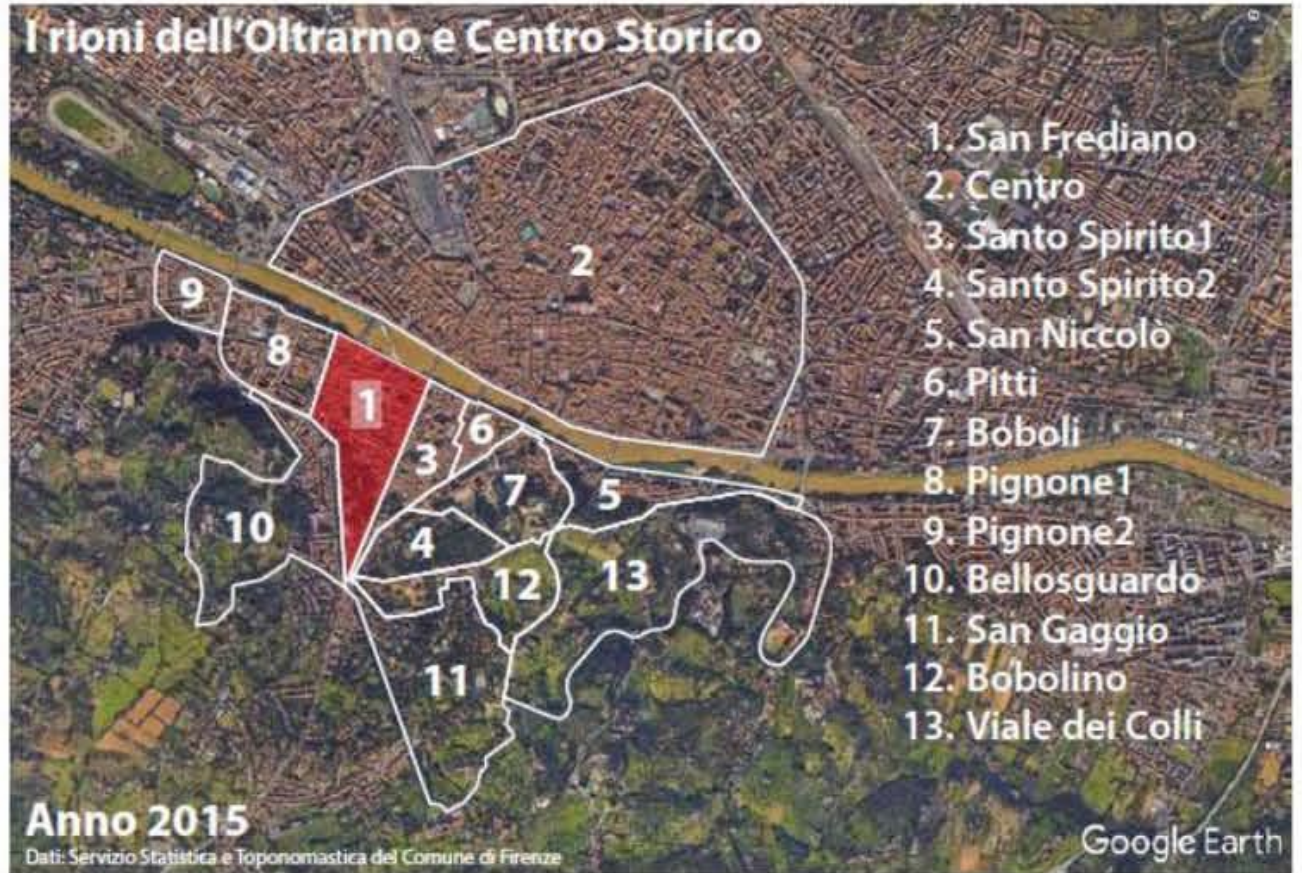 I rioni dell'Oltrarno e Centro Storico
1. San Frediano
2. Centro
3. Santo Spirito1
4. Santo Spirito2
5. San Niccolò
6. Pitti
7. Boboli
8. Pignone1
9. Pignone2
10. Bellosguardo
11. San Gaggio
12. Bobolino
13. Viale dei Colli
2
9
8
1
6
3
7
5
10
4
12
13
11
Anno 2015
Dati: Servizio Statistica e Toponomastica del Comune di Firenze
Google Earth